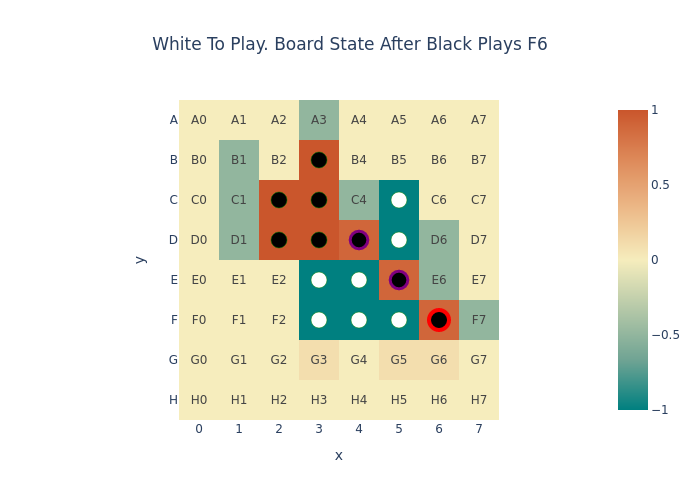 White To Play. Board State After Black Plays F6
A A0 A1 A2 A3 A4 A5 A6 A7
B B0 B1 B2 B4 B5 B6 B7
C C0 C1 C4 C6 C7
D D0 D1 D6 D7
E E0 E1 E2 E6 E7
F F0 F1 F2 F7
G G0 G1 G2 G3 G4 G5 G6 G7
H H0 H1 H2 H3 H4 H5 H6 H7
0 1 2 3 4 5 6 7
x
y
1
0.5
0
−0.5
−1